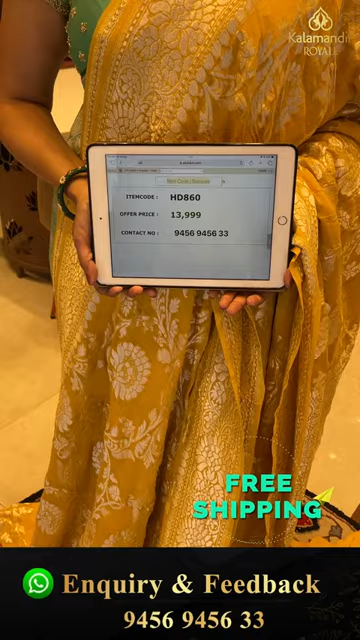 Kalamandir
ROYALE
ITEMCODE : HD860
OFFER PRICE : 13,999
CONTACT NO : 9456 9456 33
FREE
SHIPPING
Enquiry & Feedback
9456 9456 33